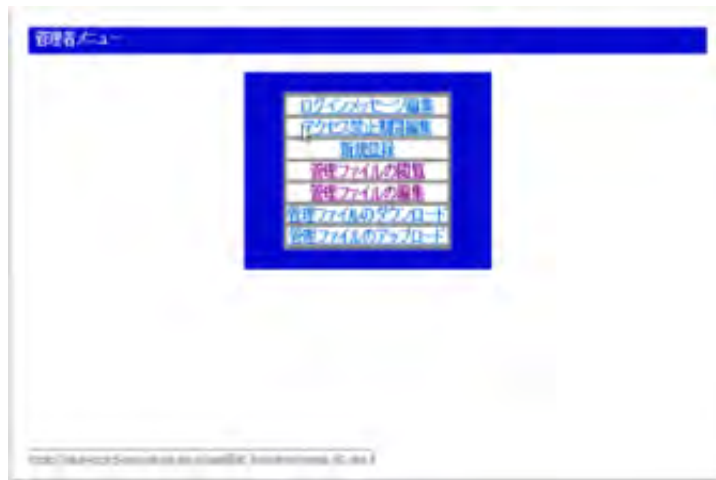 管理者メニュー
ログインメッセージ編集
アクセス禁止期間編集
新規登録
管理ファイルの閲覧
管理ファイルの編集
管理ファイルのダウンロード
管理ファイルのアップロード